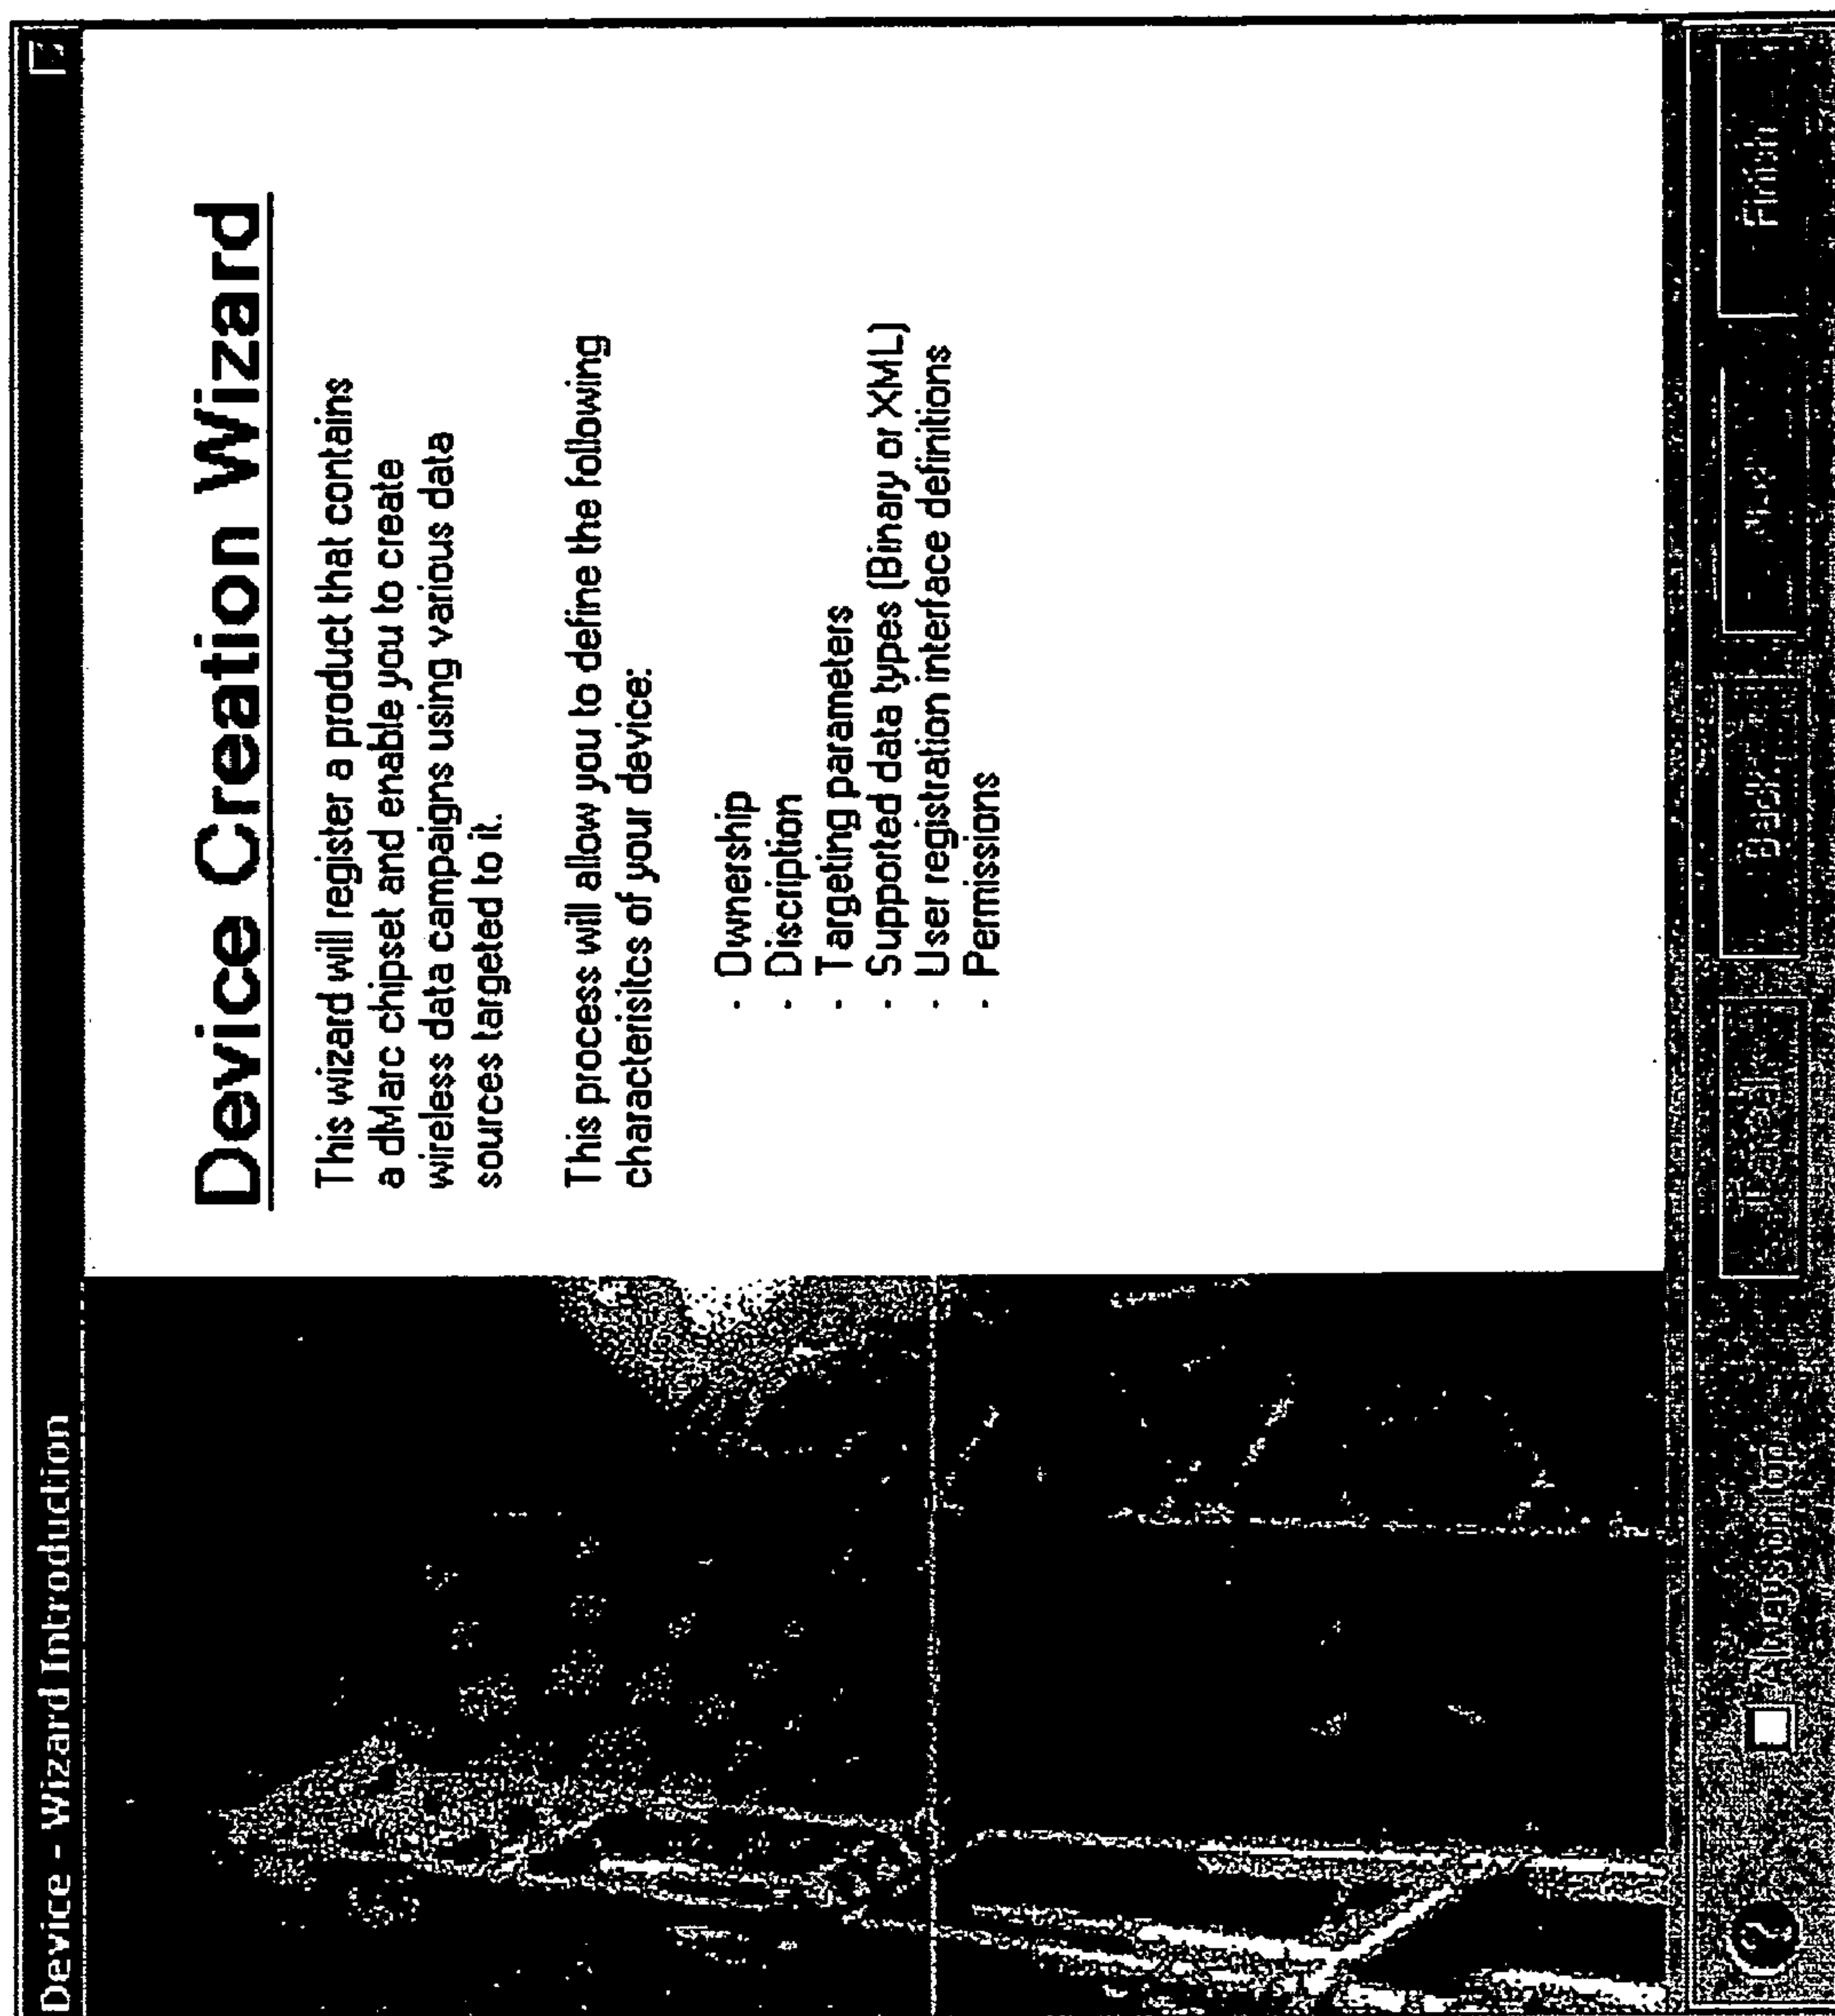 Device - Wizard Introduction
Device Creation Wizard
This wizard will register a product that contains
a dMarc chipset and enable you to create
wireless data campaigns using various data
sources targeted to it.
This process will allow you to define the following
characterisitcs of your device:
- Ownership
- Discription
- Targeting parameters
- Supported data types (Binary or XML)
- User registration interface definitions
- Permissions
? Always on top Back Finish